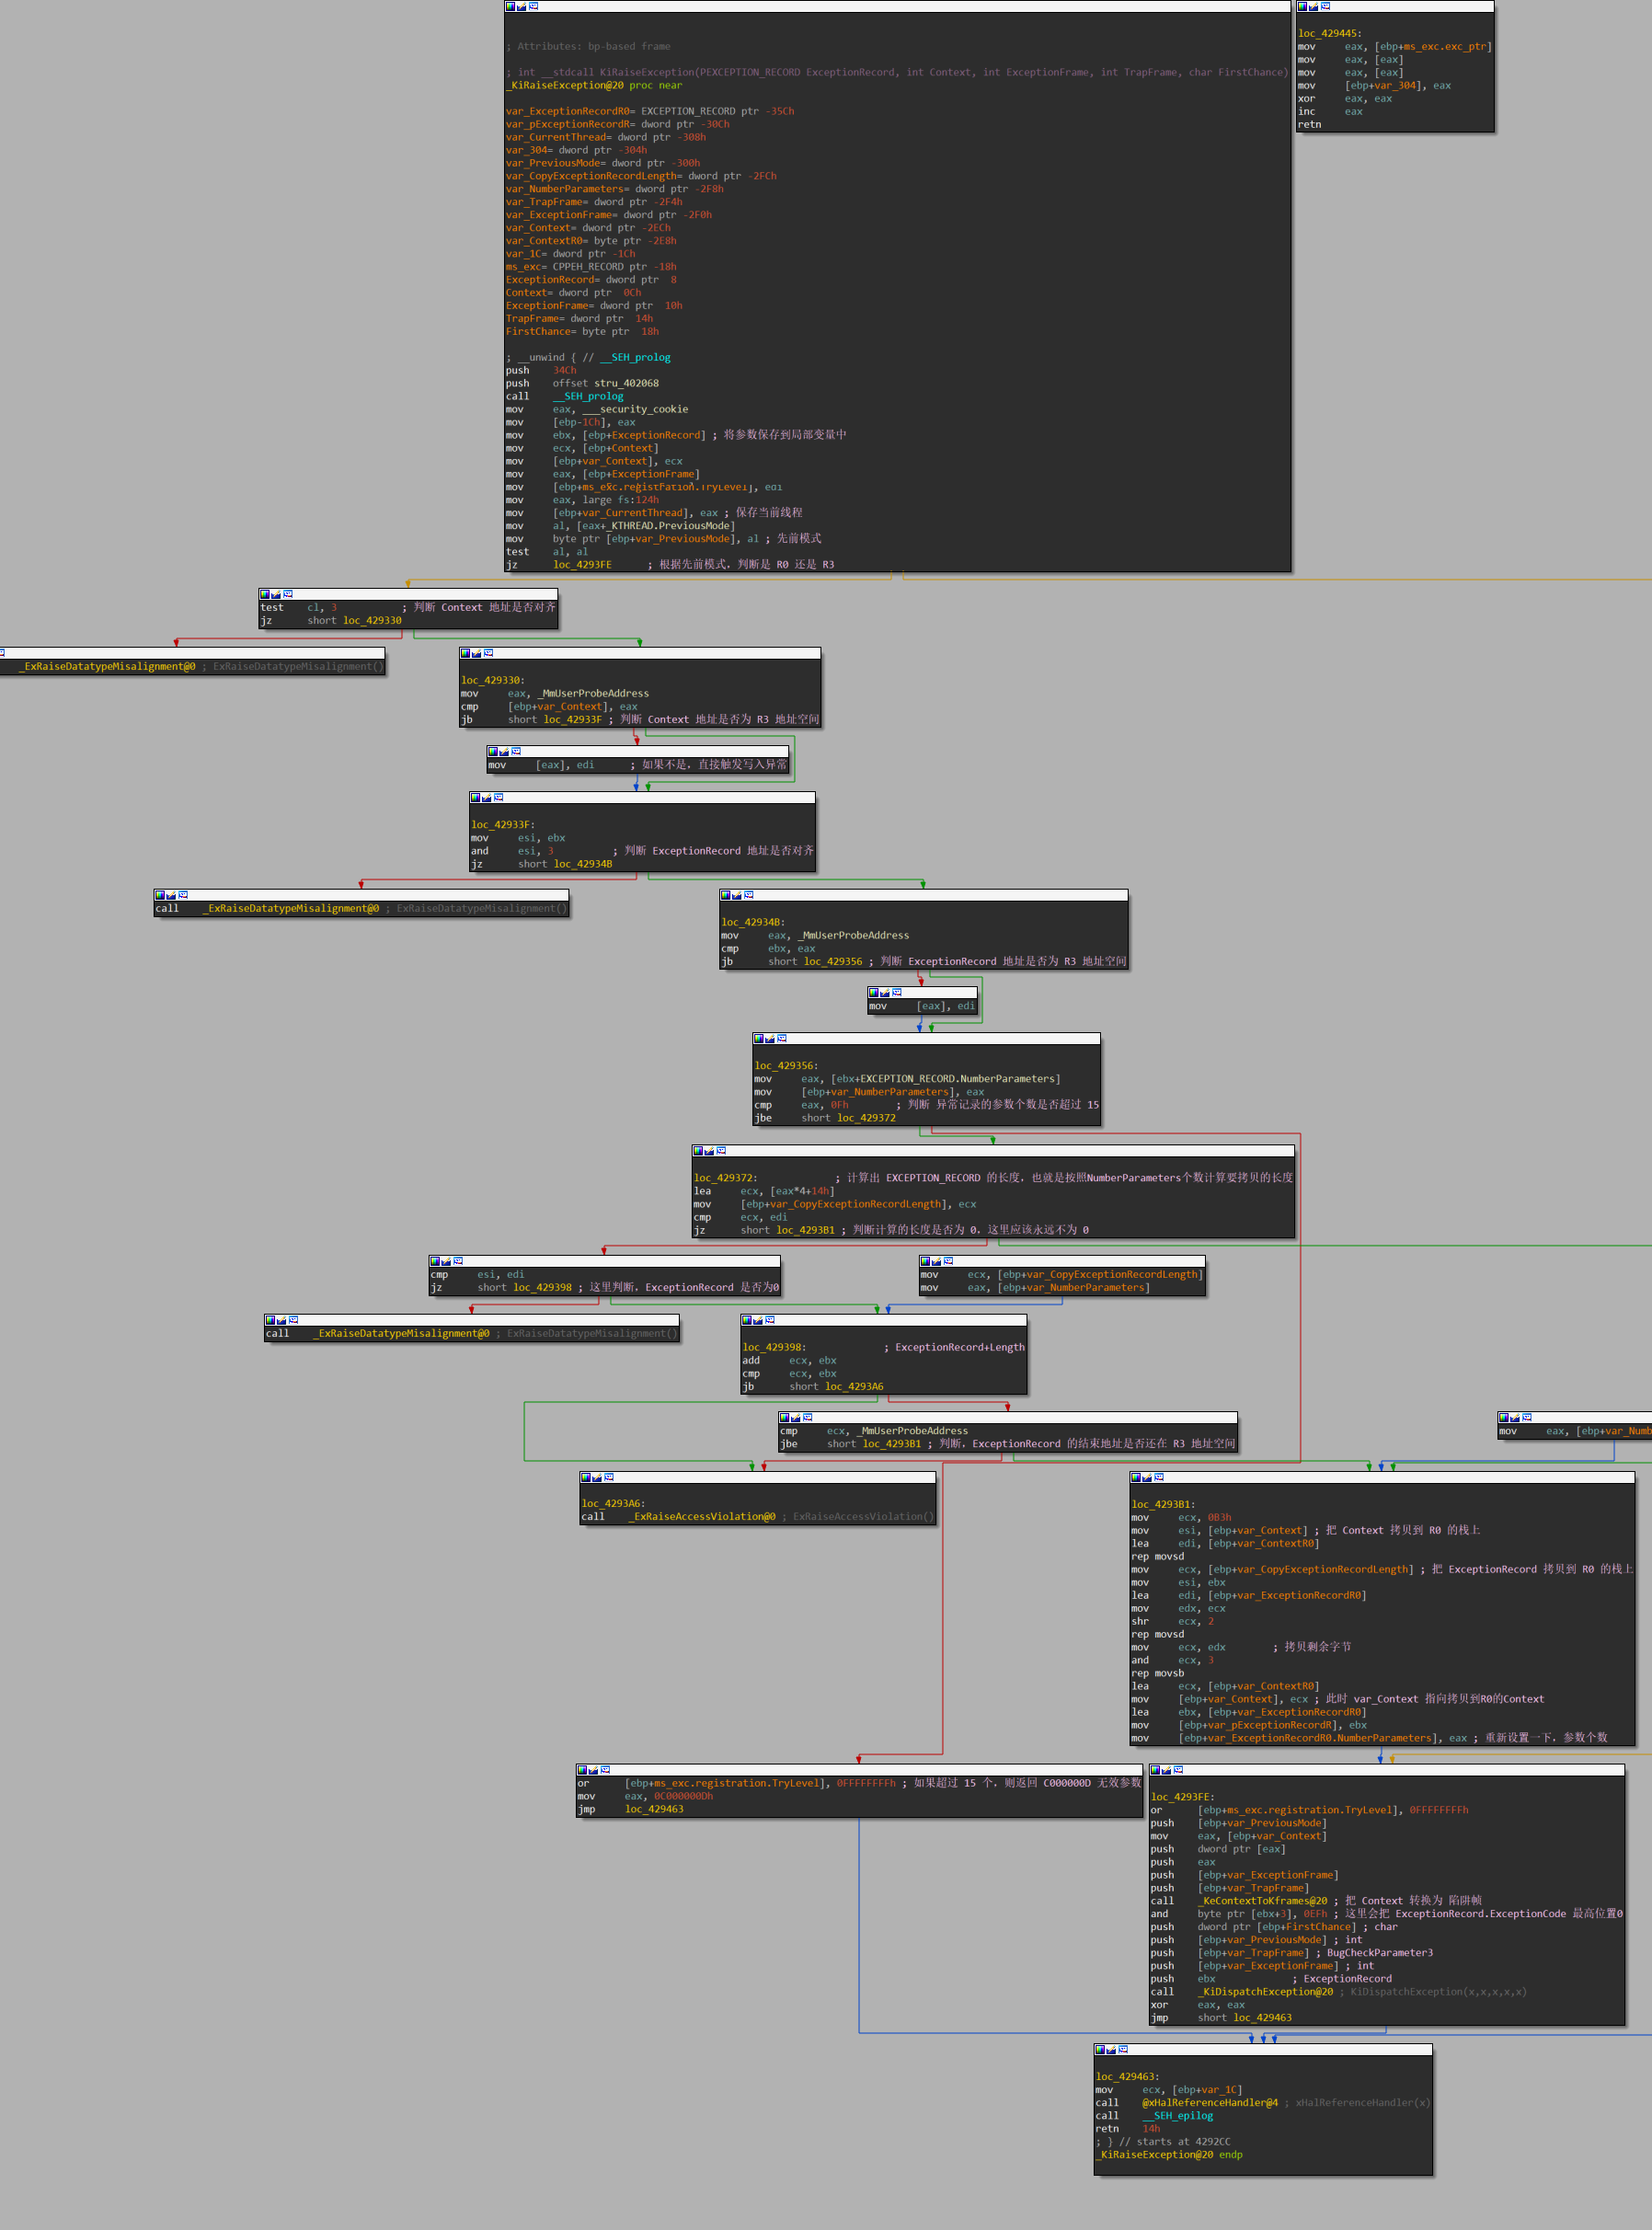 ; Attributes: bp-based frame
; int __stdcall KiRaiseException(PEXCEPTION_RECORD ExceptionRecord, int Context, int ExceptionFrame, int TrapFrame, char FirstChance)
_KiRaiseException@20 proc near
var_ExceptionRecordR0= EXCEPTION_RECORD ptr -35Ch
var_pExceptionRecordR= dword ptr -30Ch
var_CurrentThread= dword ptr -308h
var_304= dword ptr -304h
var_PreviousMode= dword ptr -300h
var_CopyExceptionRecordLength= dword ptr -2FCh
var_NumberParameters= dword ptr -2F8h
var_TrapFrame= dword ptr -2F4h
var_ExceptionFrame= dword ptr -2F0h
var_Context= dword ptr -2ECh
var_ContextR0= byte ptr -2E8h
var_1C= dword ptr -1Ch
ms_exc= CPPEH_RECORD ptr -18h
ExceptionRecord= dword ptr  8
Context= dword ptr  0Ch
ExceptionFrame= dword ptr  10h
TrapFrame= dword ptr  14h
FirstChance= byte ptr  18h
; __unwind { // __SEH_prolog
push    34Ch
push    offset stru_402068
call    __SEH_prolog
mov     eax, ___security_cookie
mov     [ebp-1Ch], eax
mov     ebx, [ebp+ExceptionRecord] ; 将参数保存到局部变量中
mov     ecx, [ebp+Context]
mov     [ebp+var_Context], ecx
mov     eax, [ebp+ExceptionFrame]
mov     [ebp+ms_exc.registration.TryLevel], edi
mov     eax, large fs:124h
mov     [ebp+var_CurrentThread], eax ; 保存当前线程
mov     al, [eax+_KTHREAD.PreviousMode]
mov     byte ptr [ebp+var_PreviousMode], al ; 先前模式
test    al, al
jz      loc_4293FE      ; 根据先前模式，判断是 R0 还是 R3
loc_429445:
mov     eax, [ebp+ms_exc.exc_ptr]
mov     eax, [eax]
mov     eax, [eax]
mov     [ebp+var_304], eax
xor     eax, eax
inc     eax
retn
test    cl, 3           ; 判断 Context 地址是否对齐
jz      short loc_429330
_ExRaiseDatatypeMisalignment@0 ; ExRaiseDatatypeMisalignment()
loc_429330:
mov     eax, _MmUserProbeAddress
cmp     [ebp+var_Context], eax
jb      short loc_42933F ; 判断 Context 地址是否为 R3 地址空间
mov     [eax], edi      ; 如果不是，直接触发写入异常
loc_42933F:
mov     esi, ebx
and     esi, 3          ; 判断 ExceptionRecord 地址是否对齐
jz      short loc_42934B
call    _ExRaiseDatatypeMisalignment@0 ; ExRaiseDatatypeMisalignment()
loc_42934B:
mov     eax, _MmUserProbeAddress
cmp     ebx, eax
jb      short loc_429356 ; 判断 ExceptionRecord 地址是否为 R3 地址空间
mov     [eax], edi
loc_429356:
mov     eax, [ebx+EXCEPTION_RECORD.NumberParameters]
mov     [ebp+var_NumberParameters], eax
cmp     eax, 0Fh        ; 判断 异常记录的参数个数是否超过 15
jbe     short loc_429372
loc_429372:             ; 计算出 EXCEPTION_RECORD 的长度，也就是按照NumberParameters个数计算要拷贝的长度
lea     ecx, [eax*4+14h]
mov     [ebp+var_CopyExceptionRecordLength], ecx
cmp     ecx, edi
jz      short loc_4293B1 ; 判断计算的长度是否为 0，这里应该永远不为 0
cmp     esi, edi
jz      short loc_429398 ; 这里判断，ExceptionRecord 是否为0
mov     ecx, [ebp+var_CopyExceptionRecordLength]
mov     eax, [ebp+var_NumberParameters]
call    _ExRaiseDatatypeMisalignment@0 ; ExRaiseDatatypeMisalignment()
loc_429398:             ; ExceptionRecord+Length
add     ecx, ebx
cmp     ecx, ebx
jb      short loc_4293A6
cmp     ecx, _MmUserProbeAddress
jbe     short loc_4293B1 ; 判断，ExceptionRecord 的结束地址是否还在 R3 地址空间
mov     eax, [ebp+var_Numb
loc_4293A6:
call    _ExRaiseAccessViolation@0 ; ExRaiseAccessViolation()
loc_4293B1:
mov     ecx, 0B3h
mov     esi, [ebp+var_Context] ; 把 Context 拷贝到 R0 的栈上
lea     edi, [ebp+var_ContextR0]
rep movsd
mov     ecx, [ebp+var_CopyExceptionRecordLength] ; 把 ExceptionRecord 拷贝到 R0 的栈上
mov     esi, ebx
lea     edi, [ebp+var_ExceptionRecordR0]
mov     edx, ecx
shr     ecx, 2
rep movsd
mov     ecx, edx        ; 拷贝剩余字节
and     ecx, 3
rep movsb
lea     ecx, [ebp+var_ContextR0]
mov     [ebp+var_Context], ecx ; 此时 var_Context 指向拷贝到R0的Context
lea     ebx, [ebp+var_ExceptionRecordR0]
mov     [ebp+var_pExceptionRecordR], ebx
mov     [ebp+var_ExceptionRecordR0.NumberParameters], eax ; 重新设置一下，参数个数
or      [ebp+ms_exc.registration.TryLevel], 0FFFFFFFFh ; 如果超过 15 个，则返回 C000000D 无效参数
mov     eax, 0C000000Dh
jmp     loc_429463
loc_4293FE:
or      [ebp+ms_exc.registration.TryLevel], 0FFFFFFFFh
push    [ebp+var_PreviousMode]
mov     eax, [ebp+var_Context]
push    dword ptr [eax]
push    eax
push    [ebp+var_ExceptionFrame]
push    [ebp+var_TrapFrame]
call    _KeContextToKframes@20 ; 把 Context 转换为 陷阱帧
and     byte ptr [ebx+3], 0EFh ; 这里会把 ExceptionRecord.ExceptionCode 最高位置0
push    dword ptr [ebp+FirstChance] ; char
push    [ebp+var_PreviousMode] ; int
push    [ebp+var_TrapFrame] ; BugCheckParameter3
push    [ebp+var_ExceptionFrame] ; int
push    ebx             ; ExceptionRecord
call    _KiDispatchException@20 ; KiDispatchException(x,x,x,x,x)
xor     eax, eax
jmp     short loc_429463
loc_429463:
mov     ecx, [ebp+var_1C]
call    @xHalReferenceHandler@4 ; xHalReferenceHandler(x)
call    __SEH_epilog
retn    14h
; } // starts at 4292CC
_KiRaiseException@20 endp